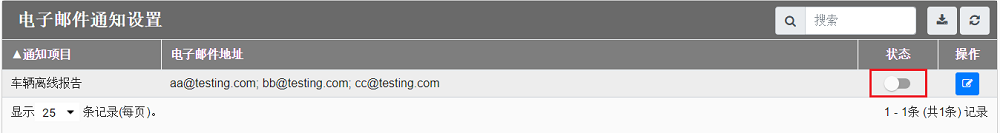 电子邮件通知设置
搜索
▲通知项目 电子邮件地址 状态 操作
车辆离线报告 aa@testing.com; bb@testing.com; cc@testing.com
显示 25 条记录(每页)。 1 - 1条 (共1条) 记录